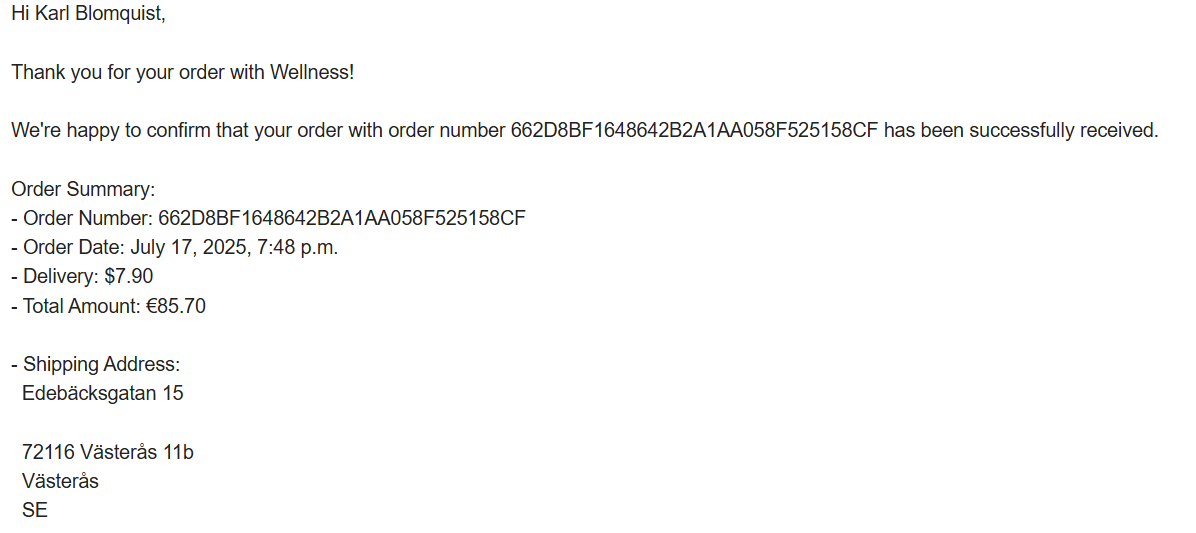 Hi Karl Blomquist,
Thank you for your order with Wellness!
We're happy to confirm that your order with order number 662D8BF1648642B2A1AA058F525158CF has been successfully received.
Order Summary:
- Order Number: 662D8BF1648642B2A1AA058F525158CF
- Order Date: July 17, 2025, 7:48 p.m.
- Delivery: $7.90
- Total Amount: €85.70
- Shipping Address:
Edebäcksgatan 15
72116 Västerås 11b
Västerås
SE